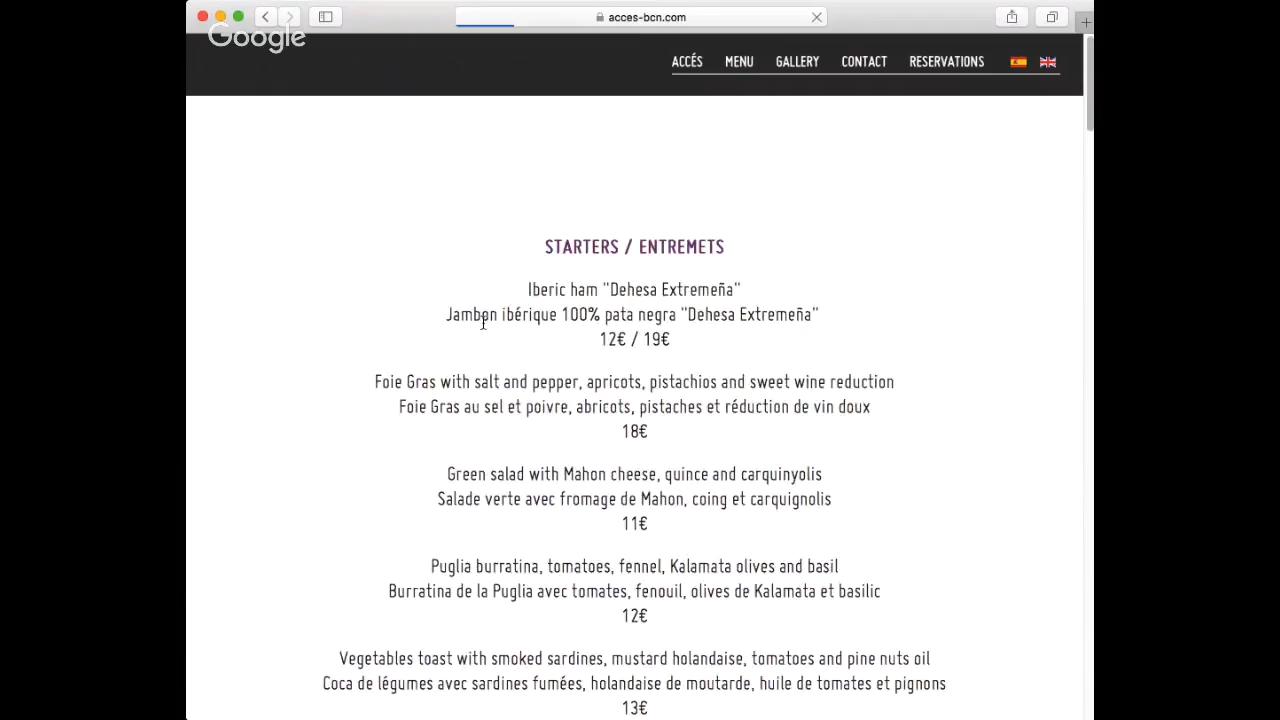 acces-bcn.com
Google
ACCÉS MENU GALLERY CONTACT RESERVATIONS
STARTERS / ENTREMETS
Iberic ham "Dehesa Extremeña"
Jambon ibérique 100% pata negra "Dehesa Extremeña"
12€ / 19€
Foie Gras with salt and pepper, apricots, pistachios and sweet wine reduction
Foie Gras au sel et poivre, abricots, pistaches et réduction de vin doux
18€
Green salad with Mahon cheese, quince and carquinyolis
Salade verte avec fromage de Mahon, coing et carquignolis
11€
Puglia burratina, tomatoes, fennel, Kalamata olives and basil
Burratina de la Puglia avec tomates, fenouil, olives de Kalamata et basilic
12€
Vegetables toast with smoked sardines, mustard holandaise, tomatoes and pine nuts oil
Coca de légumes avec sardines fumées, holandaise de moutarde, huile de tomates et pignons
13€